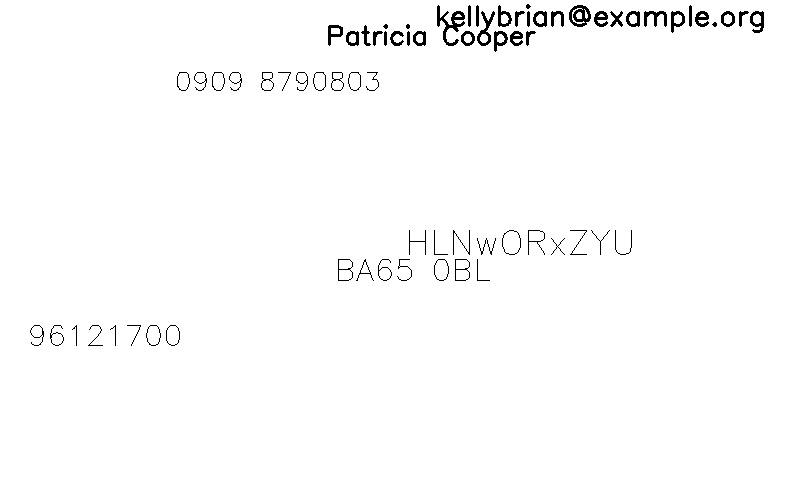 kellybrian@example.org
Patricia Cooper
0909 8790803
HLNwORxZYU
BA65 0BL
96121700